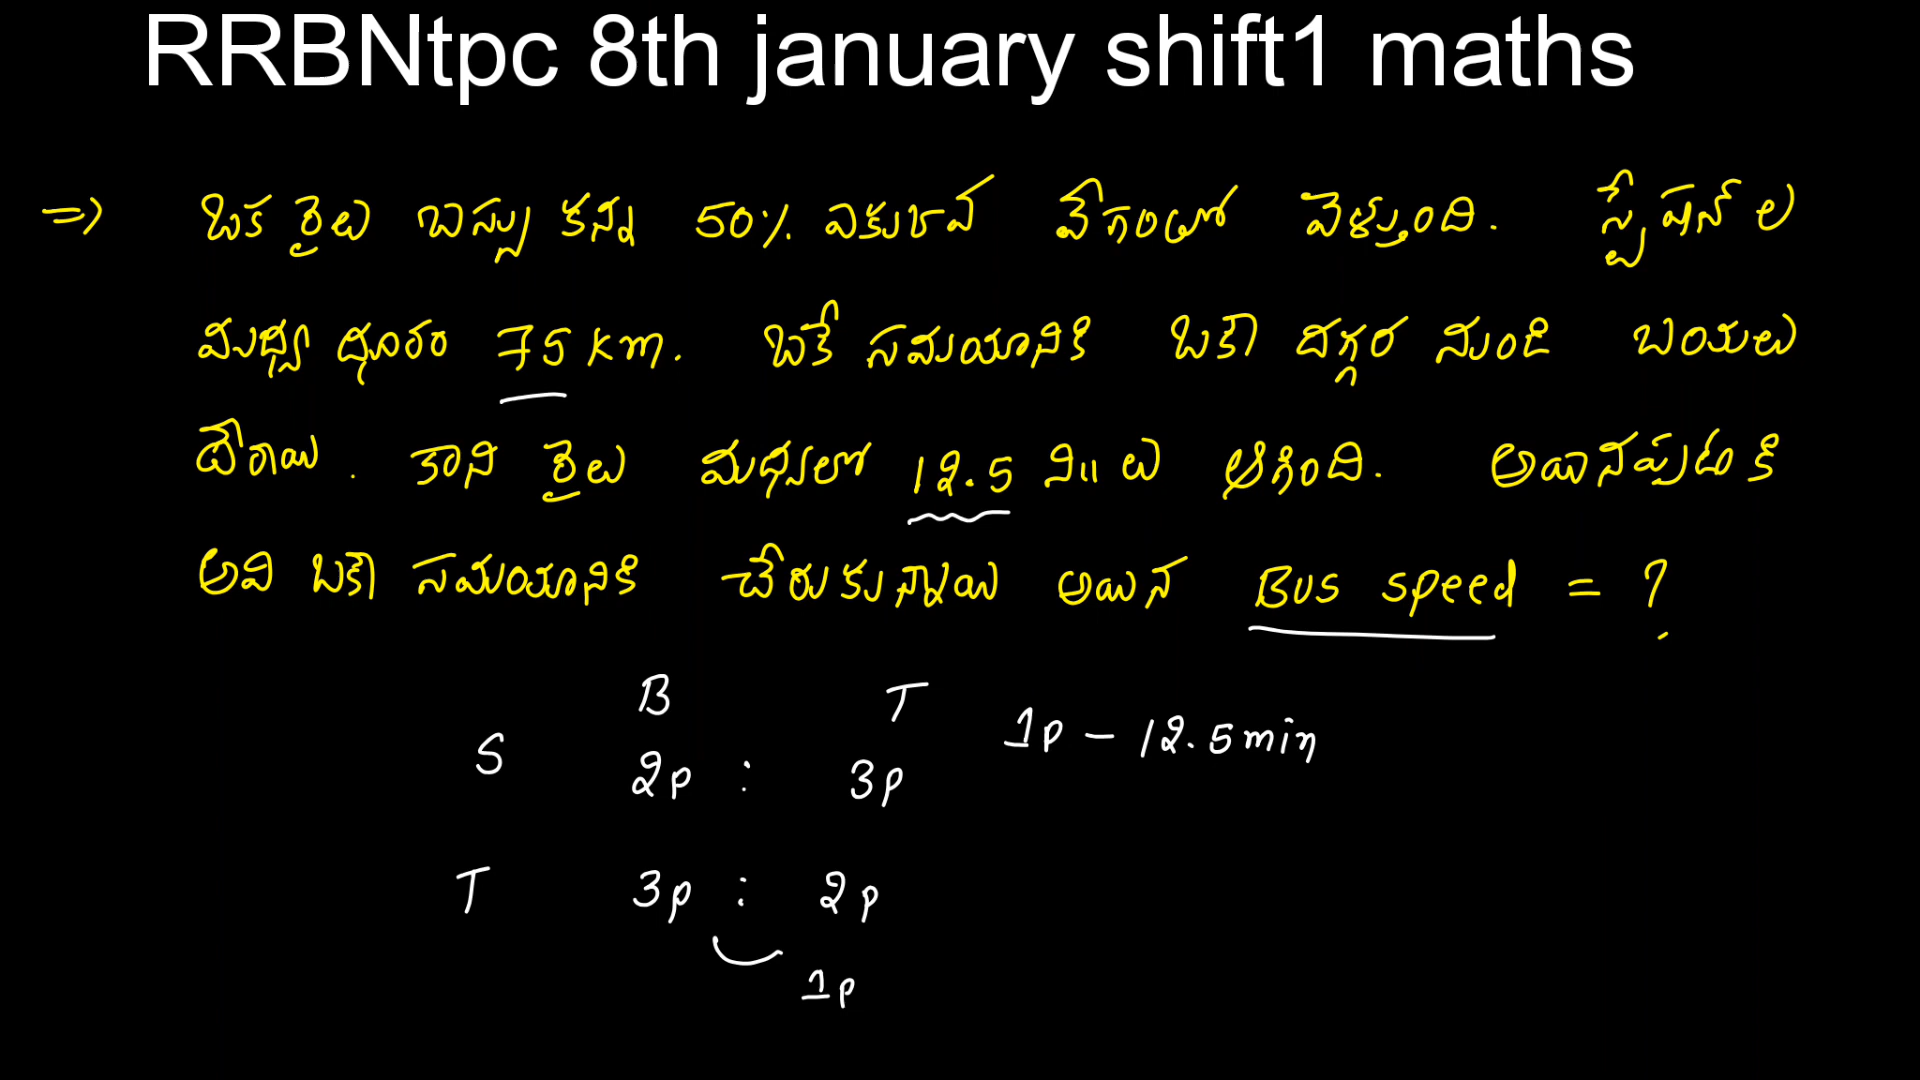 RRBNtpc 8th january shift1 maths
=> ఒక రైలు బస్సు కన్న 50% ఎకువ వేగంతో వెళ్తుంది. స్టేషన్ ల
మధ్య ధూరం 75 km. ఒకే సమయానికి ఒకే దగ్గర నుండి బయలు
దేరాయి. కాని రైలు మధ్యలో 12.5 ని॥లు ఆగింది. అయినప్పుటికి
అవి ఒకే సమయానికి చేరుకున్నాయి అయిన Bus speed = ?
B T 1p - 12.5min
S 2p : 3p
T 3p : 2p
1p